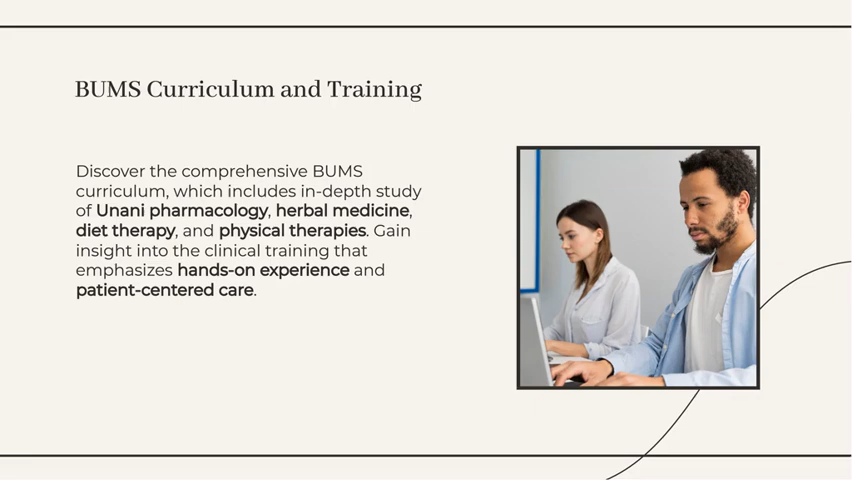 BUMS Curriculum and Training
Discover the comprehensive BUMS
curriculum, which includes in-depth study
of Unani pharmacology, herbal medicine,
diet therapy, and physical therapies. Gain
insight into the clinical training that
emphasizes hands-on experience and
patient-centered care.